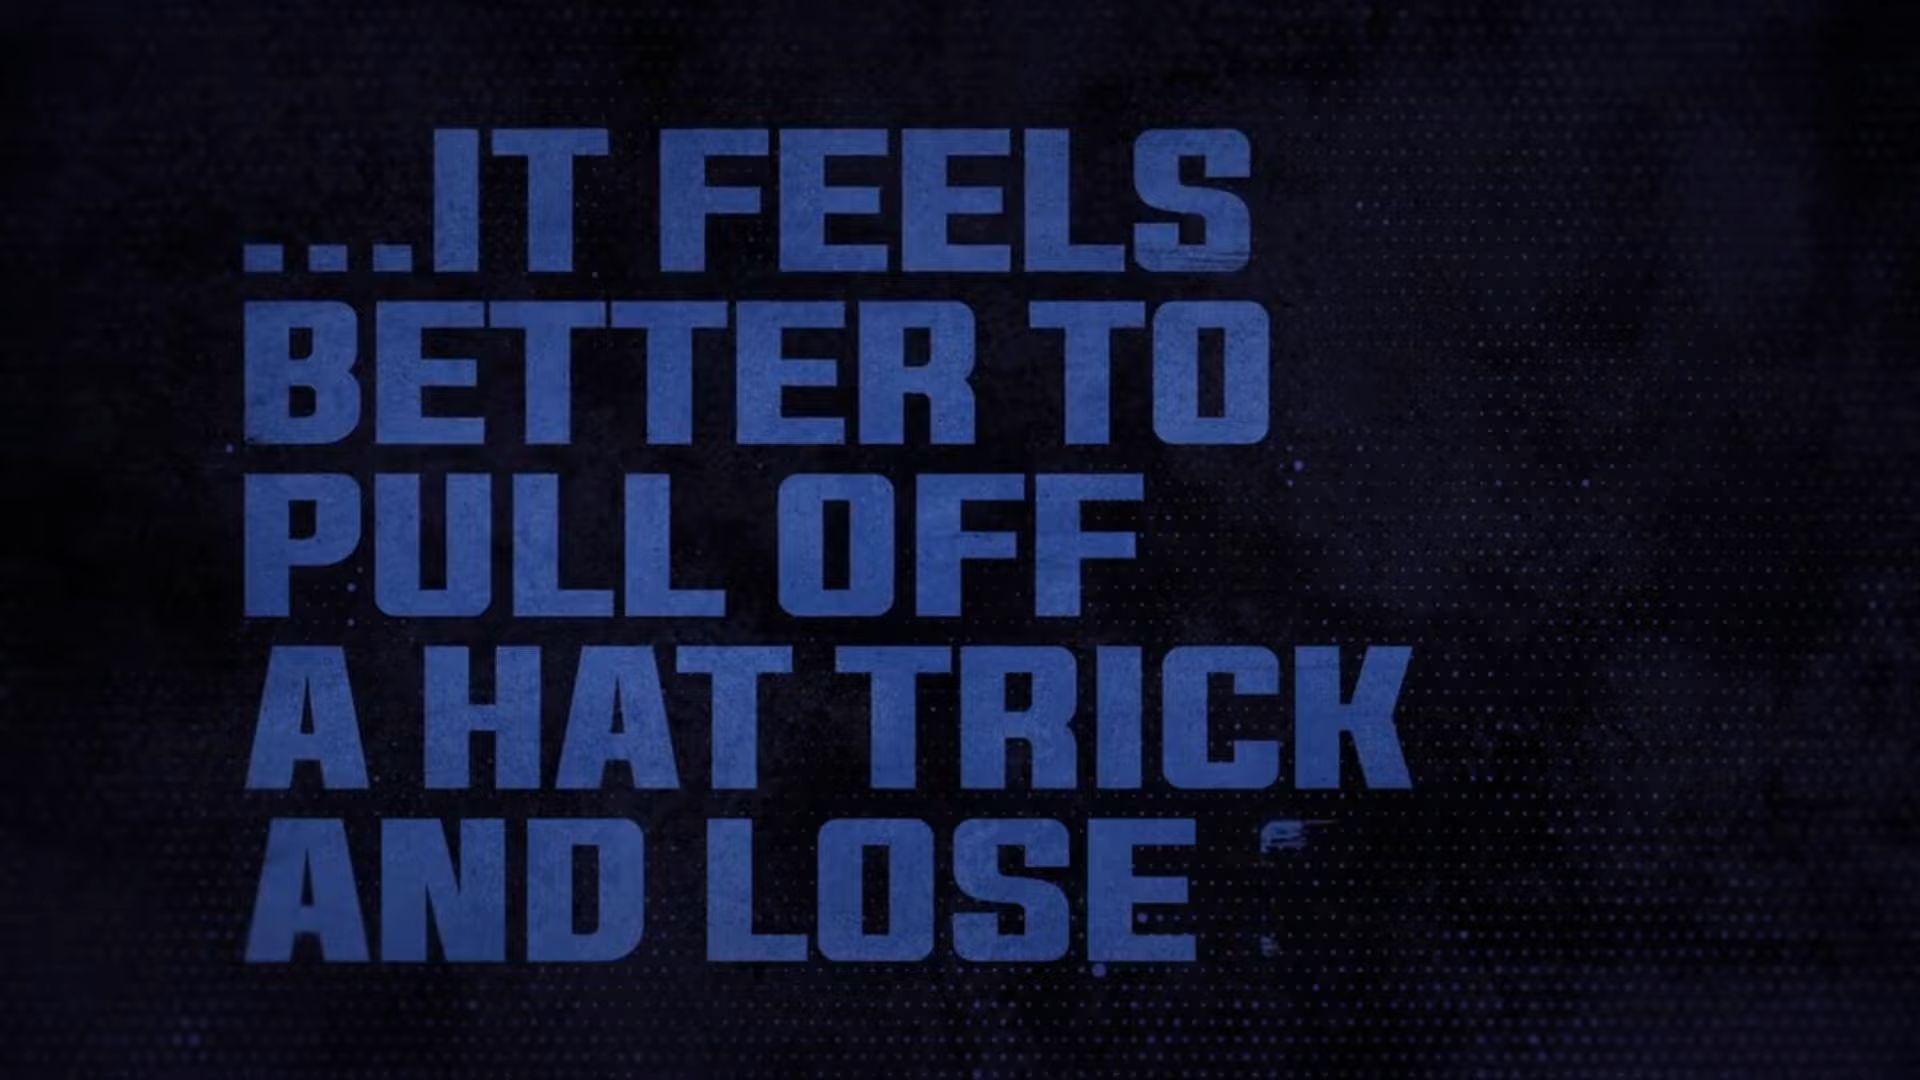 ...IT FEELS
BETTER TO
PULL OFF
A HAT TRICK
AND LOSE